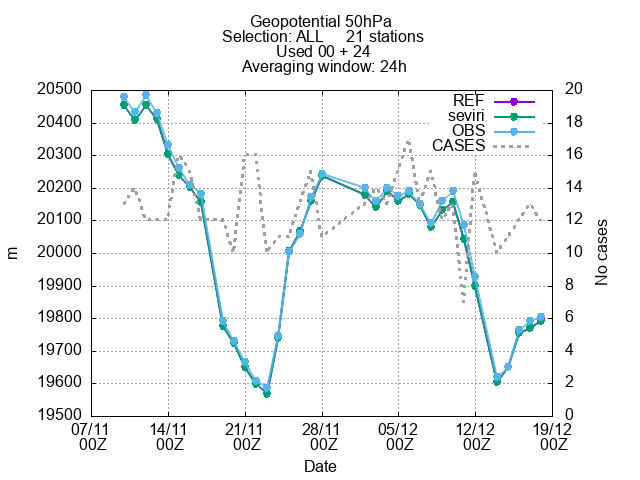 Geopotential 50hPa
Selection: ALL 21 stations
Used 00 + 24
Averaging window: 24h
REF
seviri
OBS
CASES
20500
20400
20300
20200
20100
20000
19900
19800
19700
19600
19500
m
20
18
16
14
12
10
8
6
4
2
0
No cases
07/11 14/11 21/11 28/11 05/12 12/12 19/12
00Z 00Z 00Z 00Z 00Z 00Z 00Z
Date